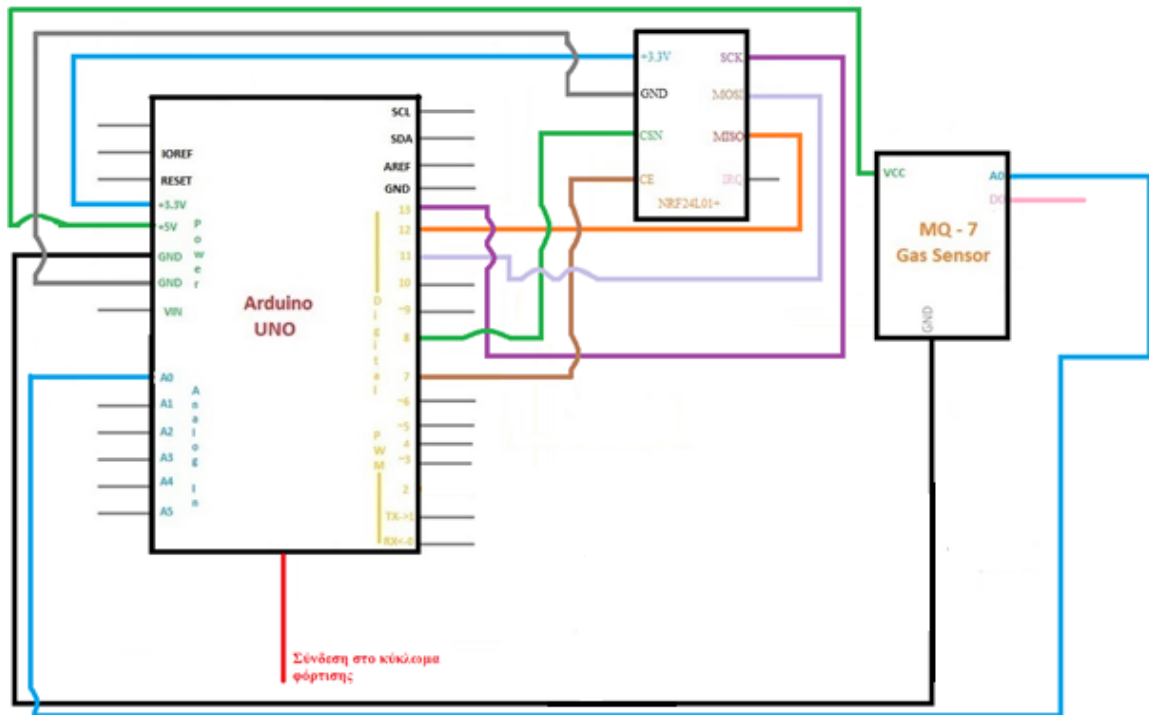 SCL
SDA
AREF
GND
13
12
11
10
~9
8
7
~6
~5
4
~3
2
TX->1
RX<-0
Digital
PWM
IOREF
RESET
+3.3V
+5V
GND
GND
VIN
Power
A0
A1
A2
A3
A4
A5
Analog In
Arduino
UNO
+3.3V
GND
CSN
CE
SCK
MOSI
MISO
IRQ
NRF24L01+
VCC
A0
D0
MQ - 7
Gas Sensor
GND
Σύνδεση στο κύκλωμα
φόρτισης